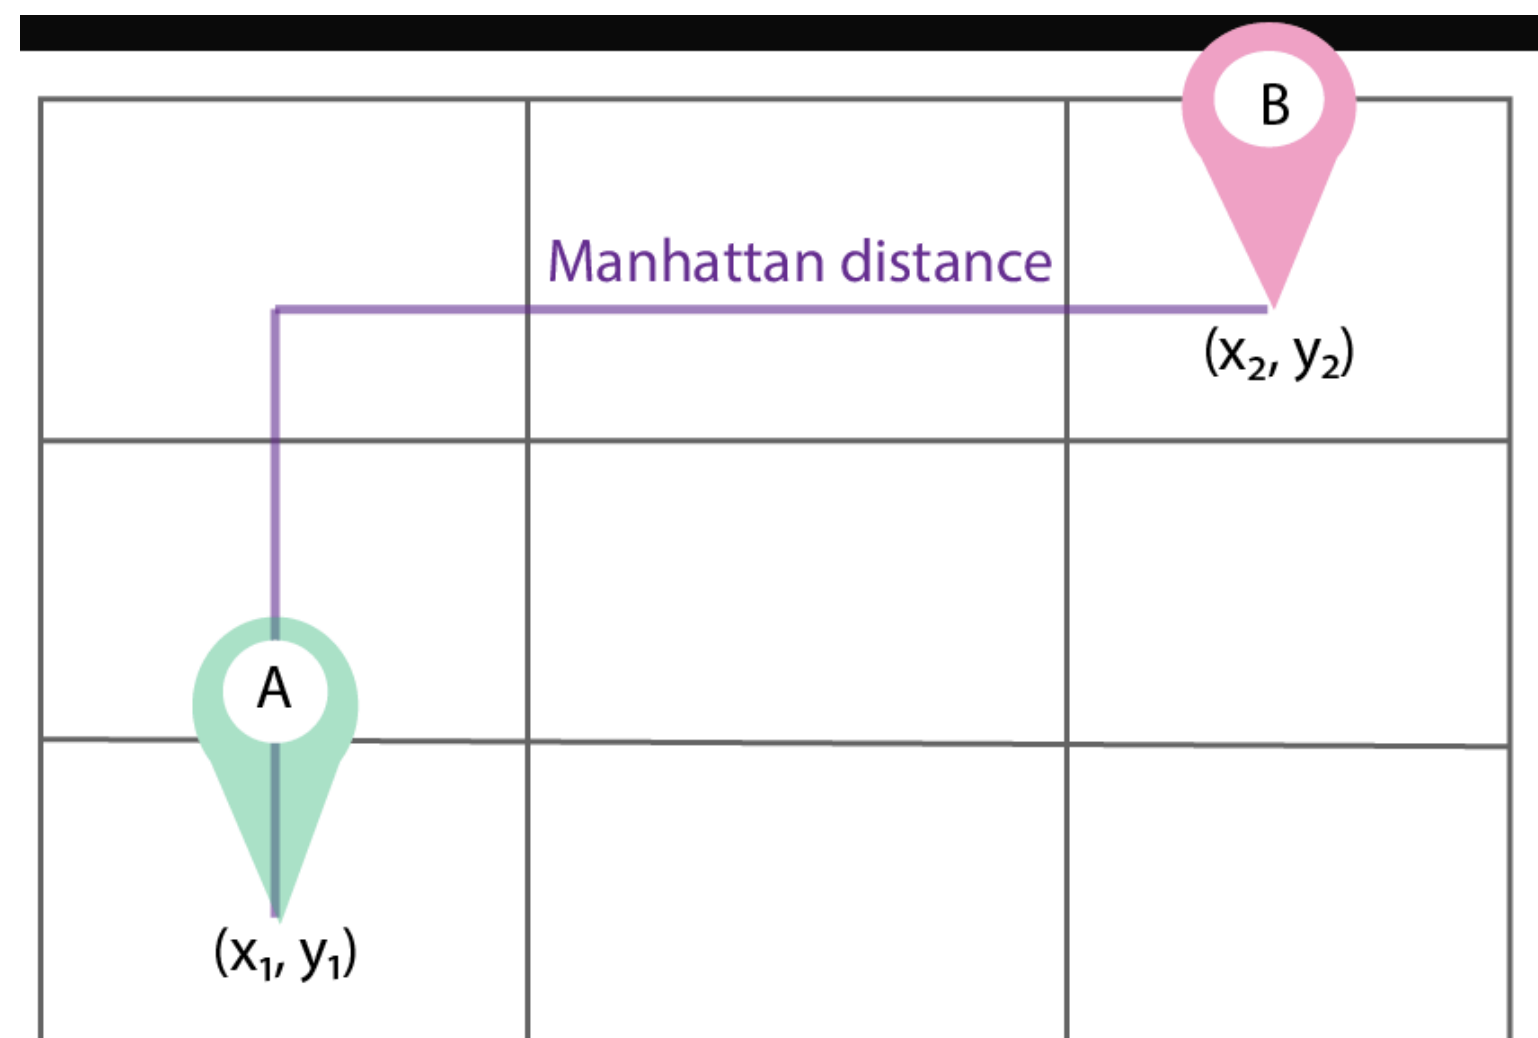 B
Manhattan distance
(x₂, y₂)
A
(x₁, y₁)